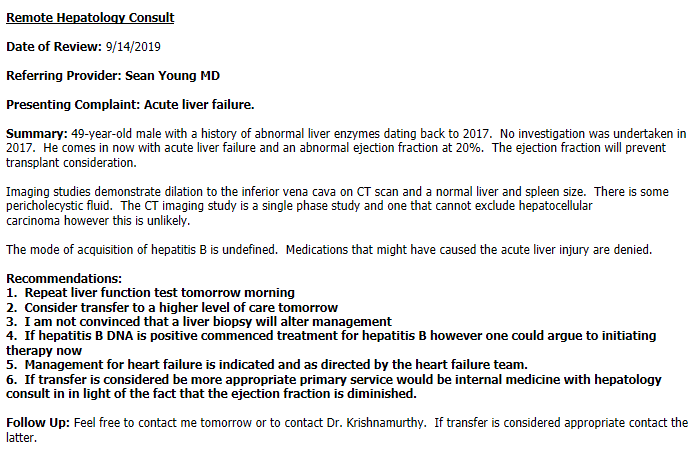 Remote Hepatology Consult
Date of Review: 9/14/2019
Referring Provider: Sean Young MD
Presenting Complaint: Acute liver failure.
Summary: 49-year-old male with a history of abnormal liver enzymes dating back to 2017.  No investigation was undertaken in
2017.  He comes in now with acute liver failure and an abnormal ejection fraction at 20%.  The ejection fraction will prevent
transplant consideration.
Imaging studies demonstrate dilation to the inferior vena cava on CT scan and a normal liver and spleen size.  There is some
pericholecystic fluid.  The CT imaging study is a single phase study and one that cannot exclude hepatocellular
carcinoma however this is unlikely.
The mode of acquisition of hepatitis B is undefined.  Medications that might have caused the acute liver injury are denied.
Recommendations:
1.  Repeat liver function test tomorrow morning
2.  Consider transfer to a higher level of care tomorrow
3.  I am not convinced that a liver biopsy will alter management
4.  If hepatitis B DNA is positive commenced treatment for hepatitis B however one could argue to initiating
therapy now
5.  Management for heart failure is indicated and as directed by the heart failure team.
6.  If transfer is considered be more appropriate primary service would be internal medicine with hepatology
consult in in light of the fact that the ejection fraction is diminished.
Follow Up: Feel free to contact me tomorrow or to contact Dr. Krishnamurthy.  If transfer is considered appropriate contact the
latter.